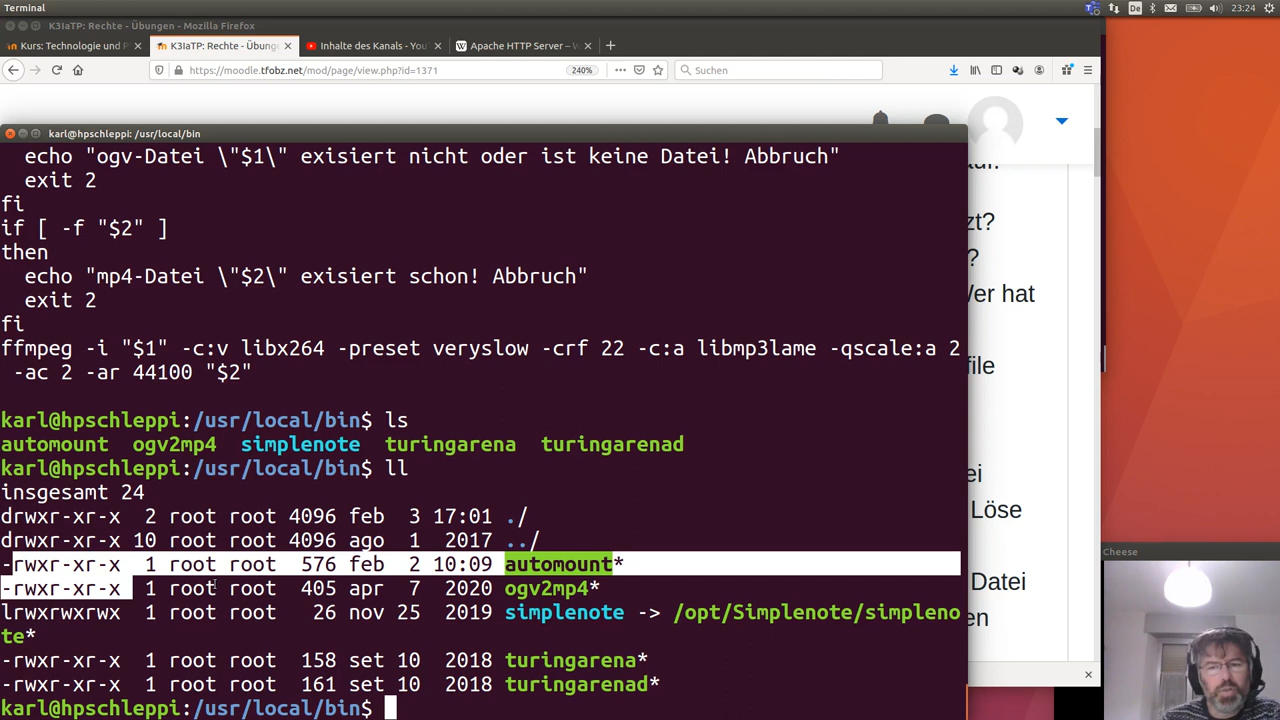 Terminal
De
23:24
K3IaTP: Rechte - Übungen - Mozilla Firefox
Kurs: Technologie und P
K3IaTP: Rechte - Übunge
Inhalte des Kanals - You
Apache HTTP Server –
https://moodle.tfobz.net/mod/page/view.php?id=1371
240%
Suchen
karl@hpschleppi: /usr/local/bin
echo "ogv-Datei \"$1\" exisiert nicht oder ist keine Datei! Abbruch"
exit 2
fi
if [ -f "$2" ]
then
echo "mp4-Datei \"$2\" exisiert schon! Abbruch"
exit 2
fi
ffmpeg -i "$1" -c:v libx264 -preset veryslow -crf 22 -c:a libmp3lame -qscale:a 2
-ac 2 -ar 44100 "$2"
karl@hpschleppi:/usr/local/bin$ ls
automount ogv2mp4 simplenote turingarena turingarenad
karl@hpschleppi:/usr/local/bin$ ll
insgesamt 24
drwxr-xr-x 2 root root 4096 feb 3 17:01 ./
drwxr-xr-x 10 root root 4096 ago 1 2017 ../
-rwxr-xr-x 1 root root 576 feb 2 10:09 automount*
-rwxr-xr-x 1 root root 405 apr 7 2020 ogv2mp4*
lrwxrwxrwx 1 root root 26 nov 25 2019 simplenote -> /opt/Simplenote/simpleno
te*
-rwxr-xr-x 1 root root 158 set 10 2018 turingarena*
-rwxr-xr-x 1 root root 161 set 10 2018 turingarenad*
karl@hpschleppi:/usr/local/bin$
zt?
?
Wer hat
file
ei
Löse
Datei
en
Cheese